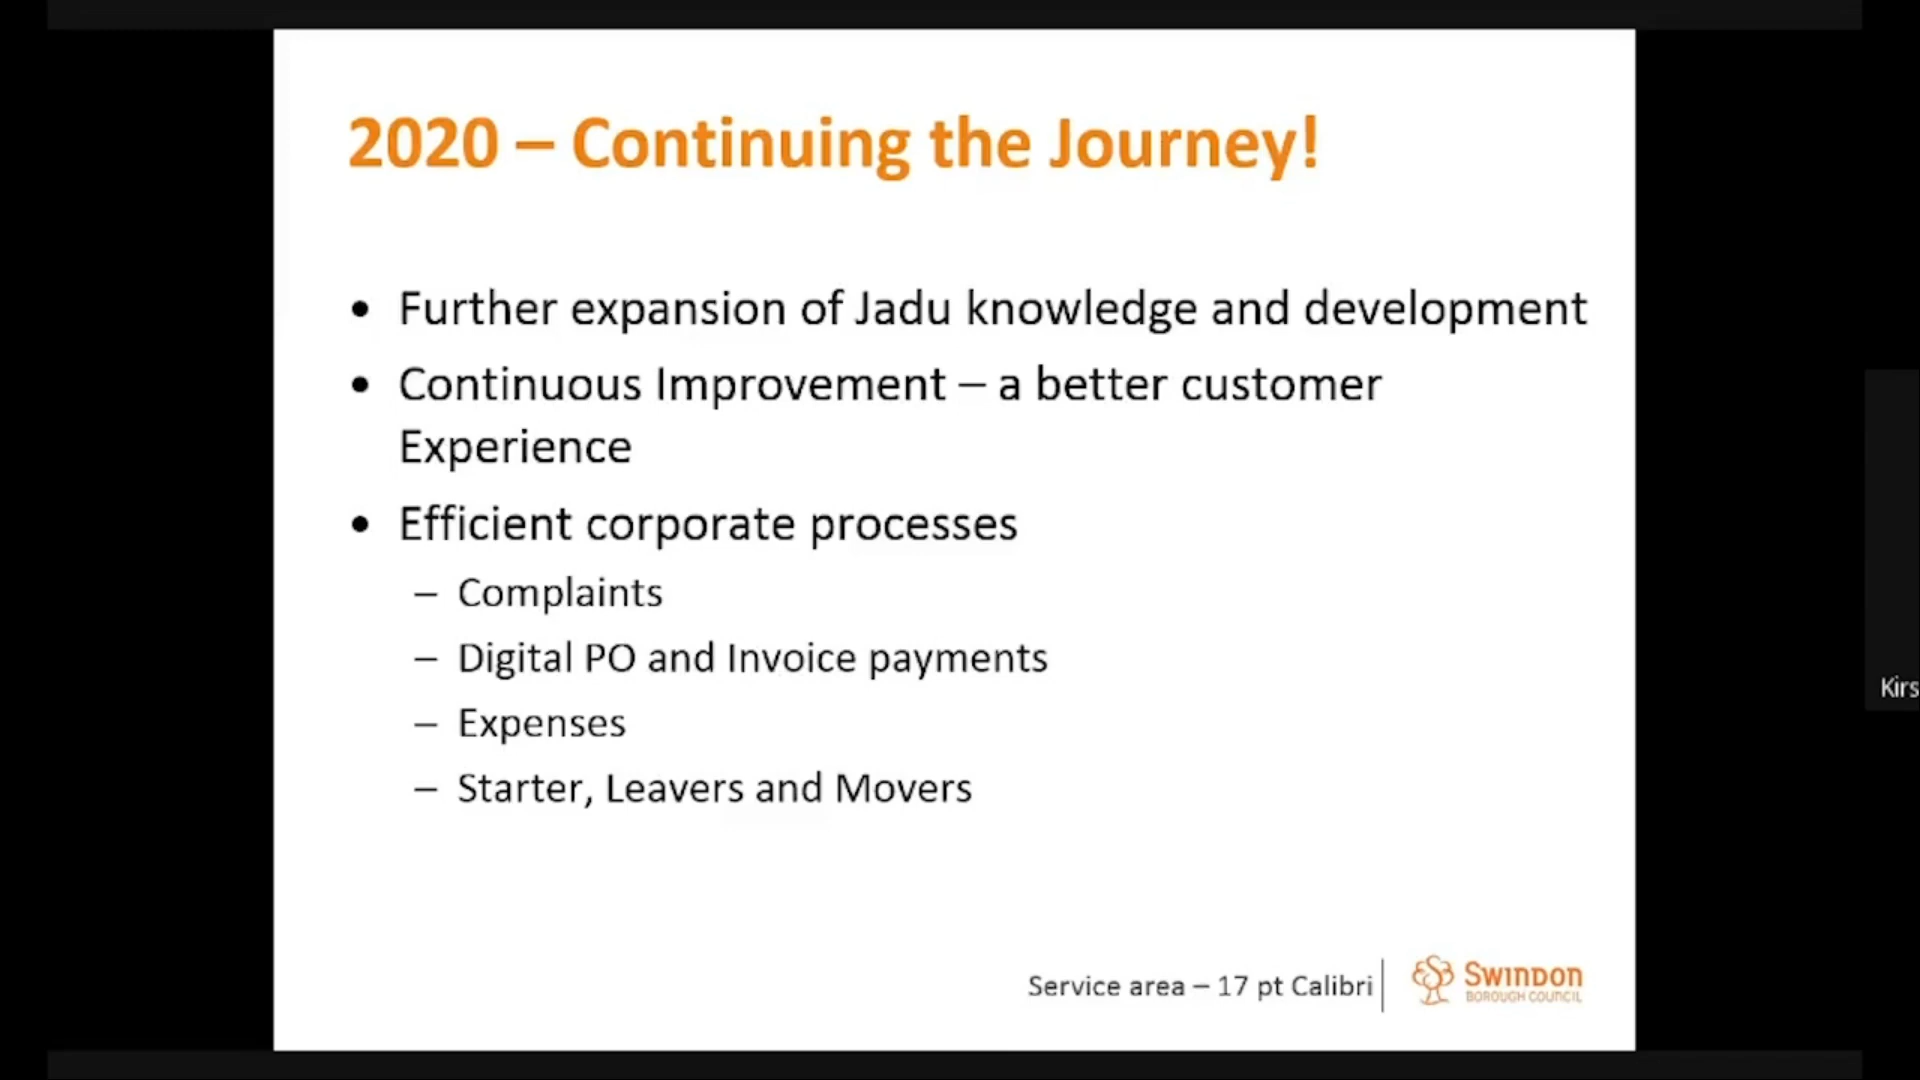 2020 – Continuing the Journey!
• Further expansion of Jadu knowledge and development
• Continuous Improvement – a better customer
Experience
• Efficient corporate processes
– Complaints
– Digital PO and Invoice payments
– Expenses
– Starter, Leavers and Movers
Kirs
Service area – 17 pt Calibri
SWINDON
BOROUGH COUNCIL